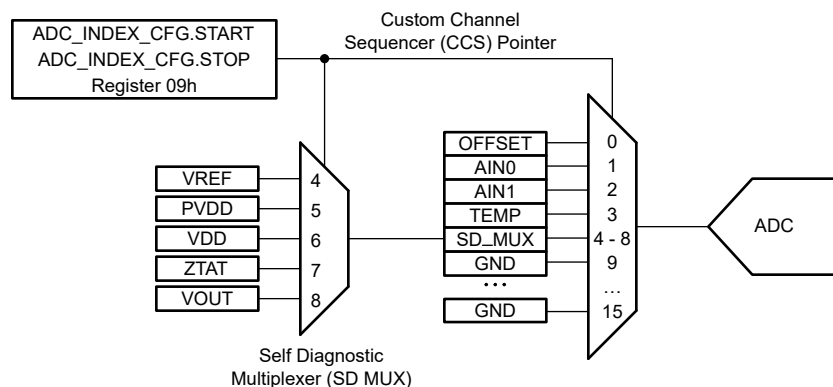 ADC_INDEX_CFG.START
ADC_INDEX_CFG.STOP
Register 09h
Custom Channel
Sequencer (CCS) Pointer
VREF
PVDD
VDD
ZTAT
VOUT
4
5
6
7
8
Self Diagnostic
Multiplexer (SD MUX)
OFFSET
AIN0
AIN1
TEMP
SD_MUX
GND
...
GND
0
1
2
3
4 - 8
9
...
15
ADC